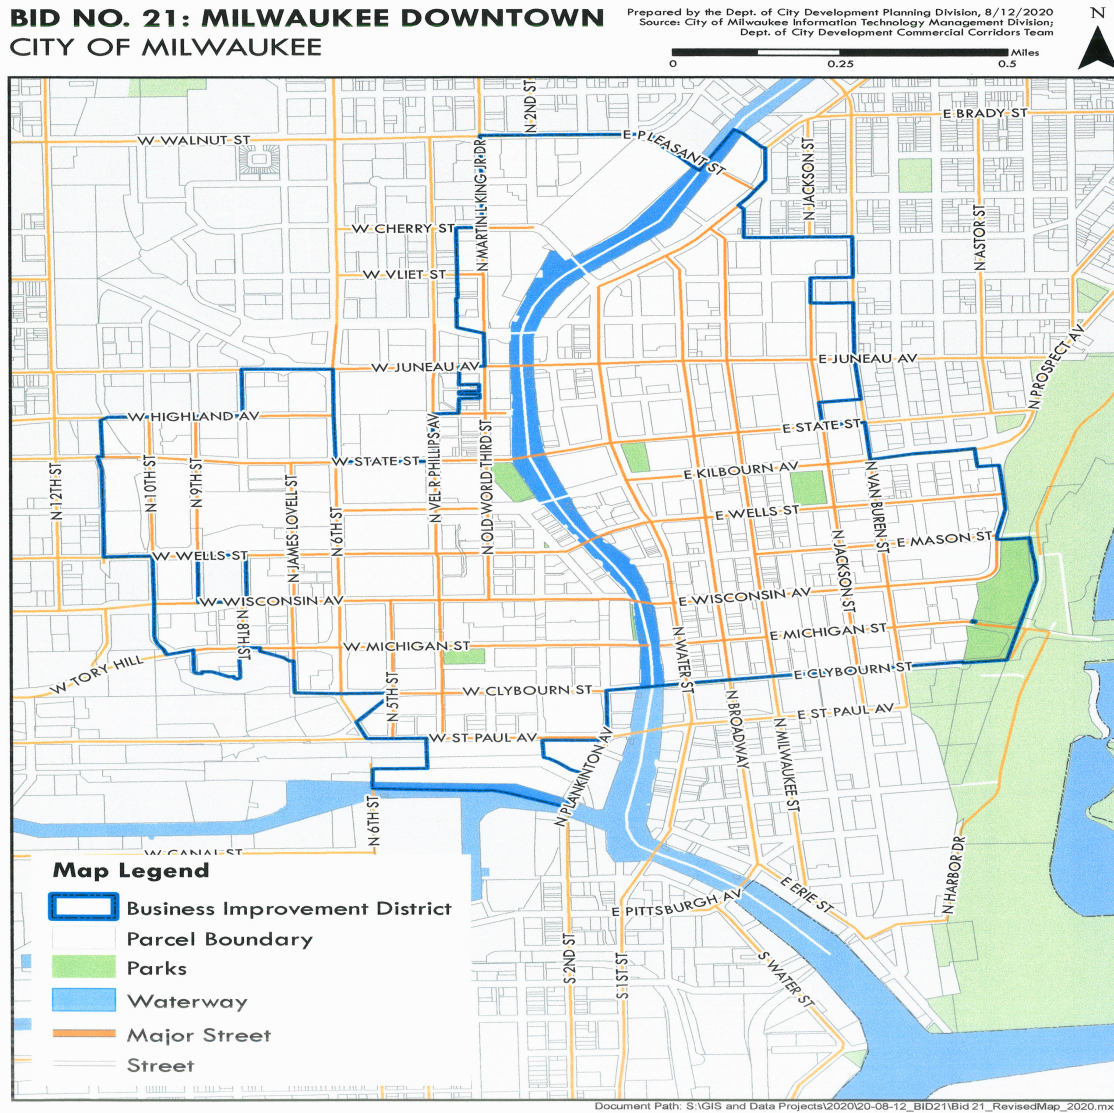 BID NO. 21: MILWAUKEE DOWNTOWN
CITY OF MILWAUKEE
Prepared by the Dept. of City Development Planning Division, 8/12/2020
Source: City of Milwaukee Information Technology Management Division;
Dept. of City Development Commercial Corridors Team
N
Miles
0
0.25
0.5
N 2ND ST
E BRADY ST
W WALNUT ST
E PLEASANT ST
N MARTIN L KING JR DR
N JACKSON ST
N ASTOR ST
W CHERRY ST
W VLIET ST
W JUNEAU AV
E JUNEAU AV
N PROSPECT AV
W HIGHLAND AV
E STATE ST
W STATE ST
E KILBOURN AV
N 12TH ST
N 10TH ST
N 9TH ST
N JAMES LOVELL ST
N 6TH ST
N VEL R PHILLIPS AV
N OLD WORLD THIRD ST
N VAN BUREN ST
E WELLS ST
E MASON ST
W WELLS ST
N JACKSON ST
W WISCONSIN AV
E WISCONSIN AV
N 8TH ST
E MICHIGAN ST
W MICHIGAN ST
N WATER ST
W TORY HILL
E CLYBOURN ST
W CLYBOURN ST
N 5TH ST
N BROADWAY
E ST PAUL AV
W ST PAUL AV
N MILWAUKEE ST
N PLANKINTON AV
N 6TH ST
W CANAL ST
N HARBOR DR
E ERIE ST
E PITTSBURGH AV
S 2ND ST
S 1ST ST
S WATER ST
Map Legend
Business Improvement District
Parcel Boundary
Parks
Waterway
Major Street
Street
Document Path: S:\GIS and Data Projects\2020\20-08-12_BID21\Bid 21_RevisedMap_2020.mx